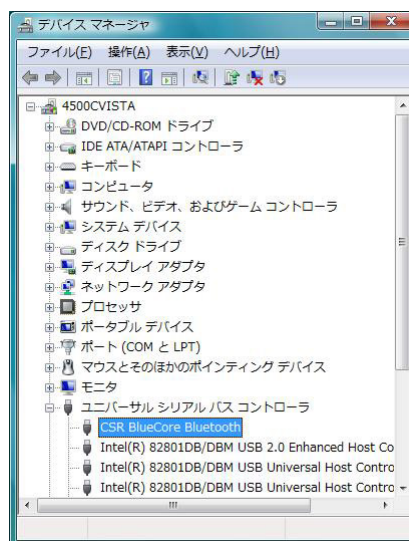 デバイス マネージャ
ファイル(F) 操作(A) 表示(V) ヘルプ(H)
4500CVISTA
DVD/CD-ROM ドライブ
IDE ATA/ATAPI コントローラ
キーボード
コンピュータ
サウンド、ビデオ、およびゲーム コントローラ
システム デバイス
ディスク ドライブ
ディスプレイ アダプタ
ネットワーク アダプタ
プロセッサ
ポータブル デバイス
ポート (COM と LPT)
マウスとそのほかのポインティング デバイス
モニタ
ユニバーサル シリアル バス コントローラ
CSR BlueCore Bluetooth
Intel(R) 82801DB/DBM USB 2.0 Enhanced Host Co
Intel(R) 82801DB/DBM USB Universal Host Contro
Intel(R) 82801DB/DBM USB Universal Host Contro